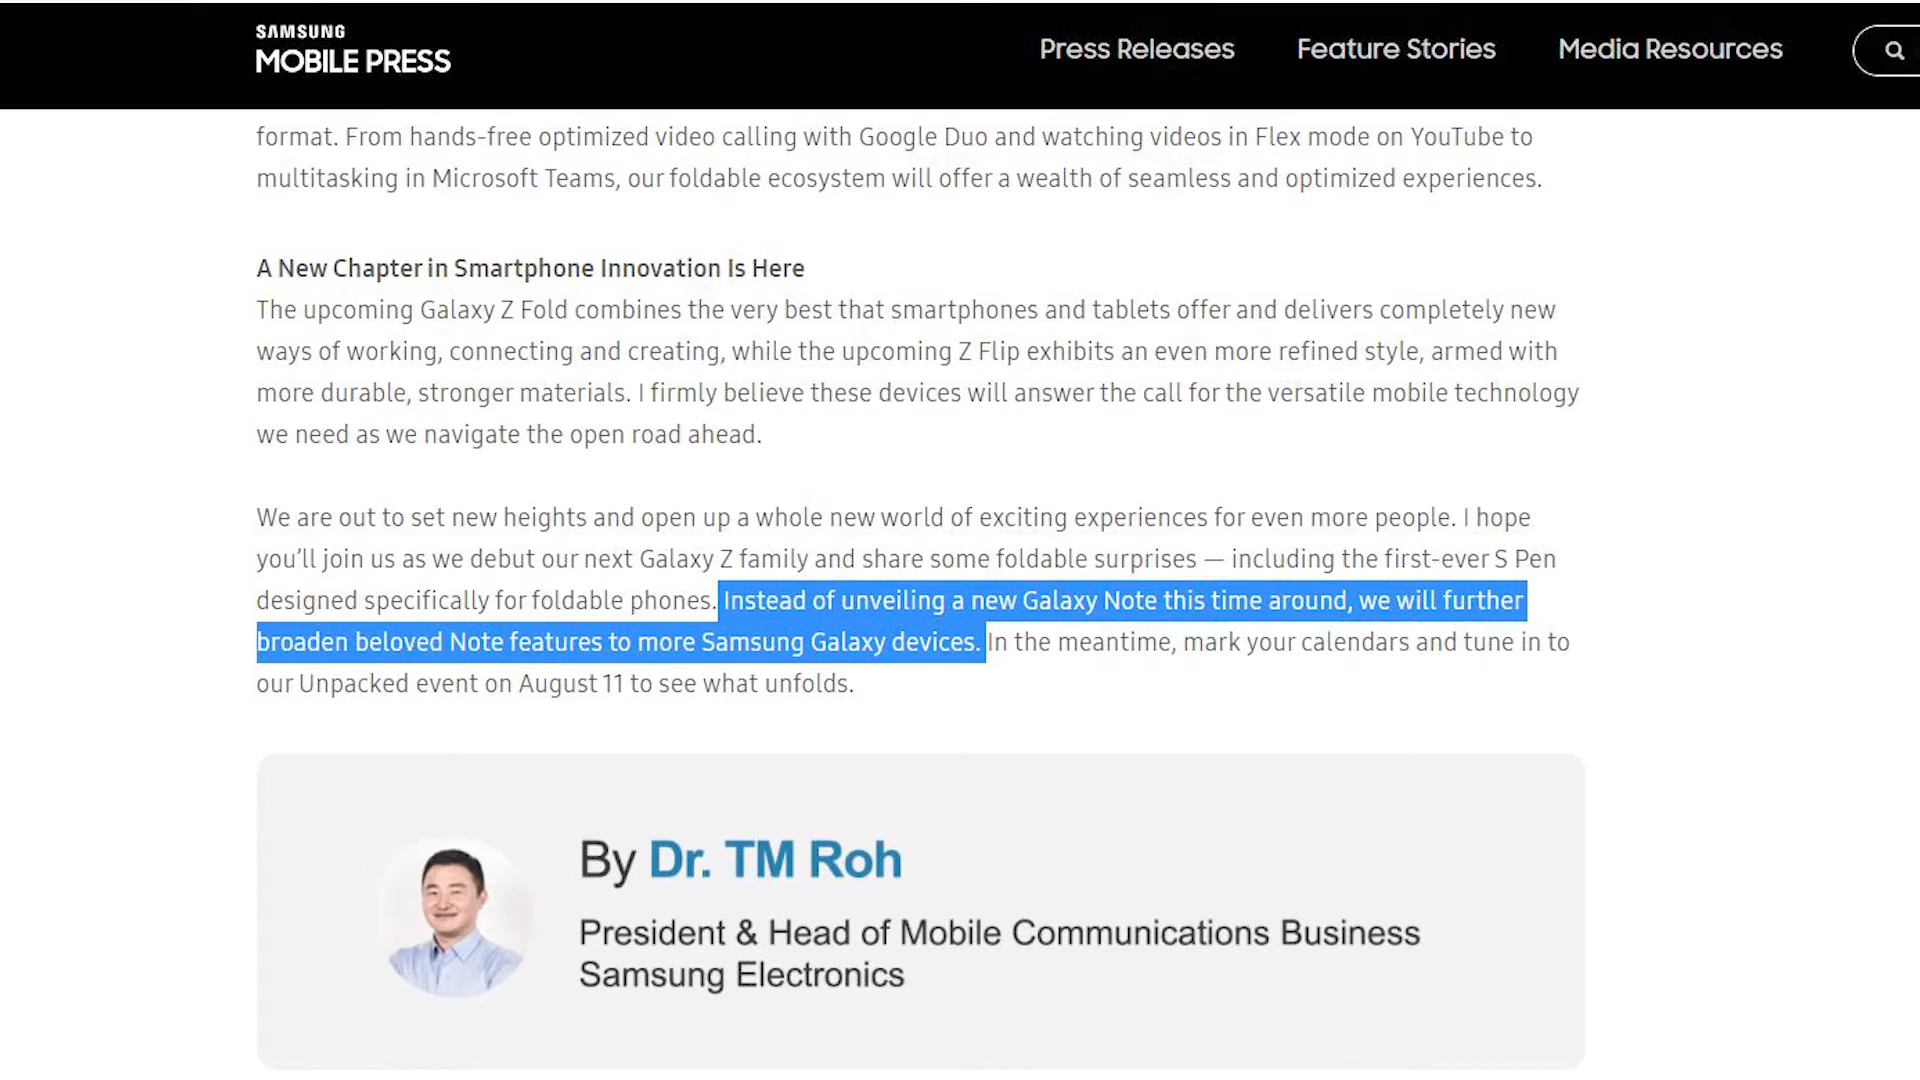 SAMSUNG
MOBILE PRESS
Press Releases
Feature Stories
Media Resources
format. From hands-free optimized video calling with Google Duo and watching videos in Flex mode on YouTube to
multitasking in Microsoft Teams, our foldable ecosystem will offer a wealth of seamless and optimized experiences.
A New Chapter in Smartphone Innovation Is Here
The upcoming Galaxy Z Fold combines the very best that smartphones and tablets offer and delivers completely new
ways of working, connecting and creating, while the upcoming Z Flip exhibits an even more refined style, armed with
more durable, stronger materials. I firmly believe these devices will answer the call for the versatile mobile technology
we need as we navigate the open road ahead.
We are out to set new heights and open up a whole new world of exciting experiences for even more people. I hope
you’ll join us as we debut our next Galaxy Z family and share some foldable surprises — including the first-ever S Pen
designed specifically for foldable phones. Instead of unveiling a new Galaxy Note this time around, we will further
broaden beloved Note features to more Samsung Galaxy devices. In the meantime, mark your calendars and tune in to
our Unpacked event on August 11 to see what unfolds.
By Dr. TM Roh
President & Head of Mobile Communications Business
Samsung Electronics